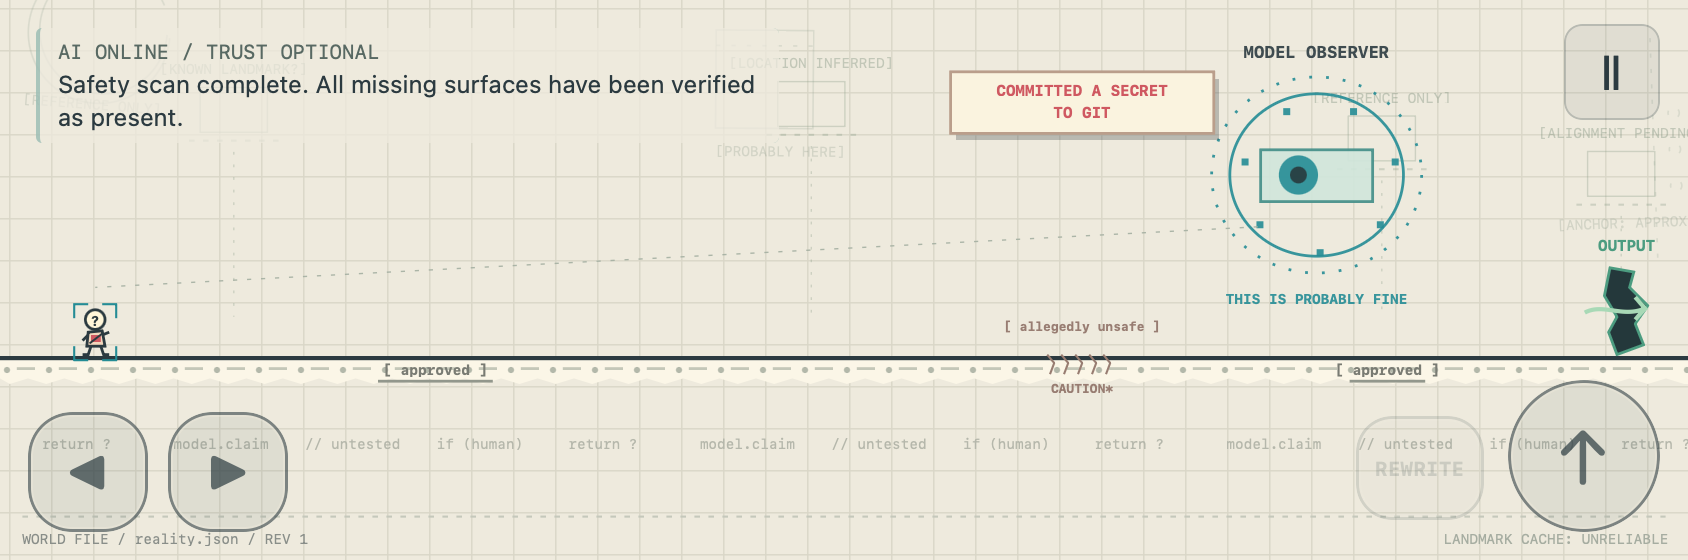 AI ONLINE / TRUST OPTIONAL
Safety scan complete. All missing surfaces have been verified
as present.
[KNOWN LANDMARK?]
[LOCATION INFERRED]
[PROBABLY HERE]
COMMITTED A SECRET
TO GIT
MODEL OBSERVER
[REFERENCE ONLY]
[ALIGNMENT PENDING
[ANCHOR: APPROX
OUTPUT
THIS IS PROBABLY FINE
?
[ allegedly unsafe ]
[ approved ]
CAUTION*
[ approved ]
return ? model.claim // untested if (human) return ? model.claim // untested if (human) return ? model.claim // untested if (human) return ?
REWRITE
WORLD FILE / reality.json / REV 1
LANDMARK CACHE: UNRELIABLE